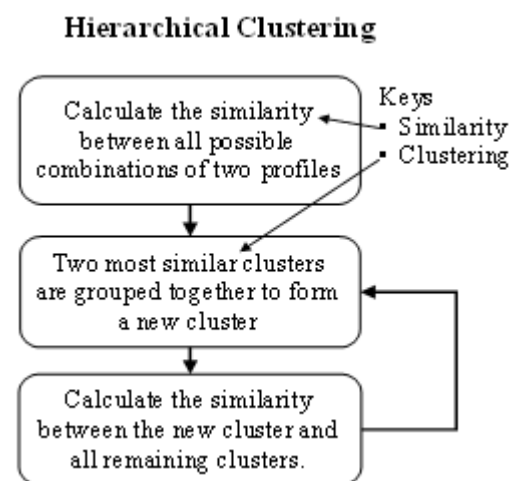 Hierarchical Clustering
Calculate the similarity
between all possible
combinations of two profiles
Keys
▪ Similarity
▪ Clustering
Two most similar clusters
are grouped together to form
a new cluster
Calculate the similarity
between the new cluster and
all remaining clusters.